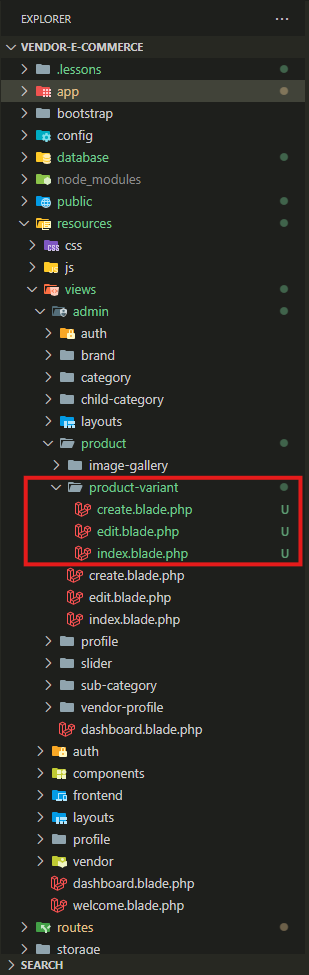 EXPLORER
VENDOR-E-COMMERCE
.lessons
app
bootstrap
config
database
node_modules
public
resources
css
js
views
admin
auth
brand
category
child-category
layouts
product
image-gallery
product-variant
create.blade.php U
edit.blade.php U
index.blade.php U
create.blade.php
edit.blade.php
index.blade.php
profile
slider
sub-category
vendor-profile
dashboard.blade.php
auth
components
frontend
layouts
profile
vendor
dashboard.blade.php
welcome.blade.php
routes
storage
SEARCH